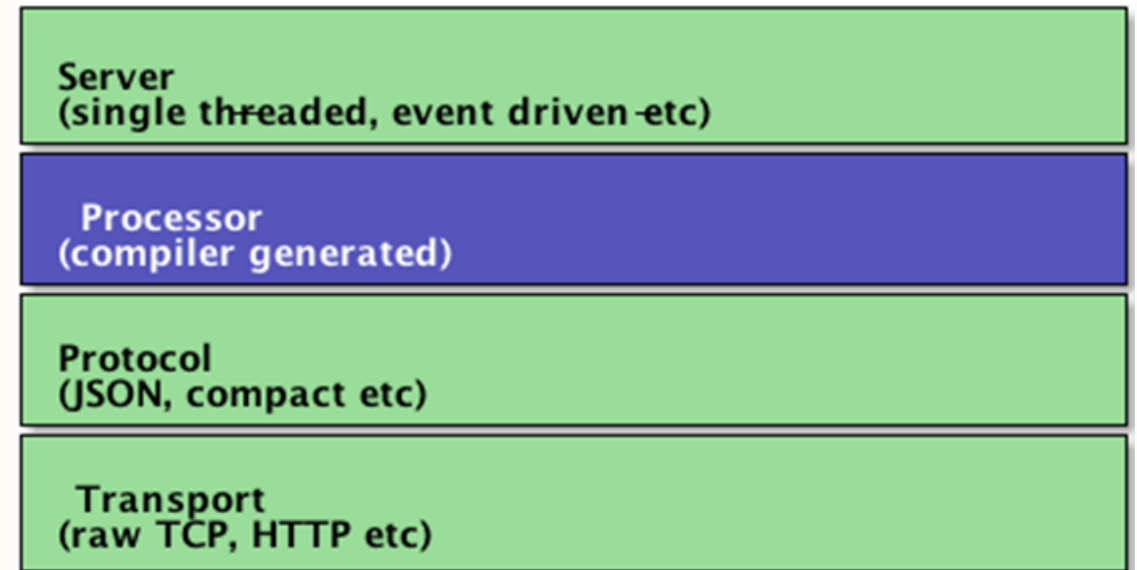 Server
(single threaded, event driven etc)
Processor
(compiler generated)
Protocol
(JSON, compact etc)
Transport
(raw TCP, HTTP etc)